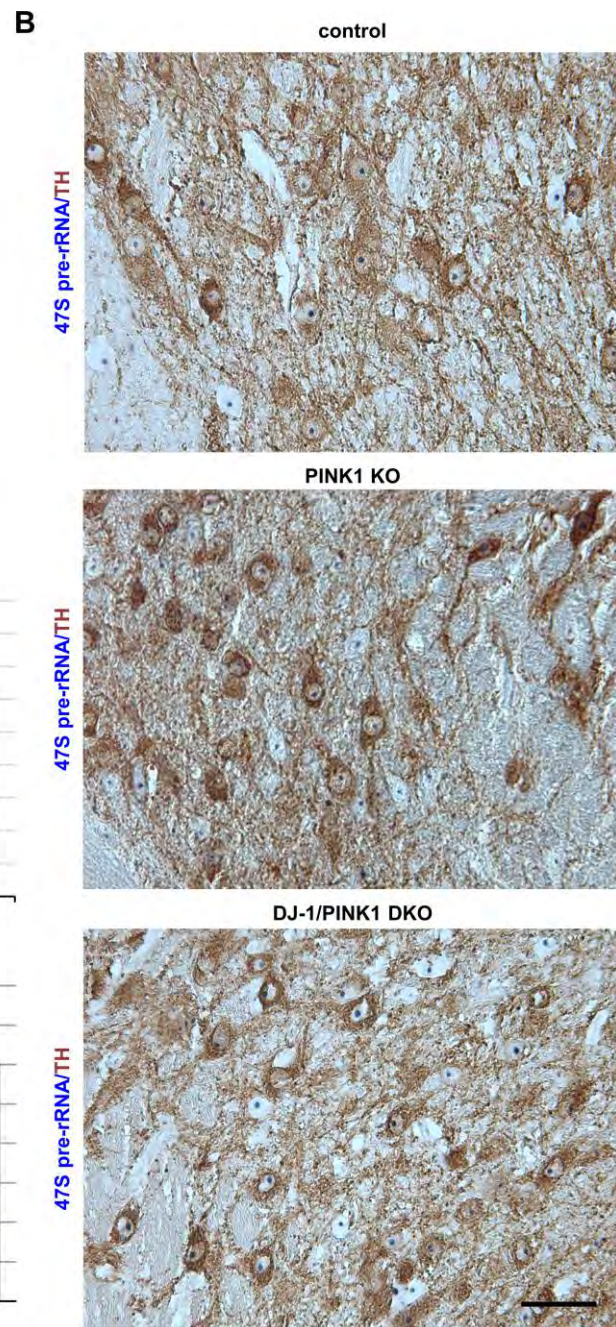 B
control
47S pre-rRNA/TH
PINK1 KO
47S pre-rRNA/TH
DJ-1/PINK1 DKO
47S pre-rRNA/TH